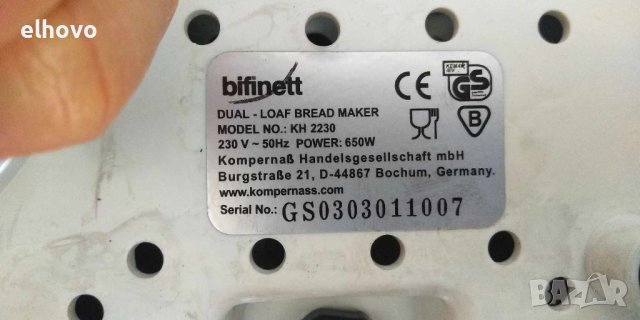 elhovo
bifinett
DUAL - LOAF BREAD MAKER
MODEL NO.: KH 2230
230 V ~ 50Hz POWER: 650W
Kompernaß Handelsgesellschaft mbH
Burgstraße 21, D-44867 Bochum, Germany.
www.kompernass.com
Serial No.: GS0303011007
CE
GS
B
BAZAR